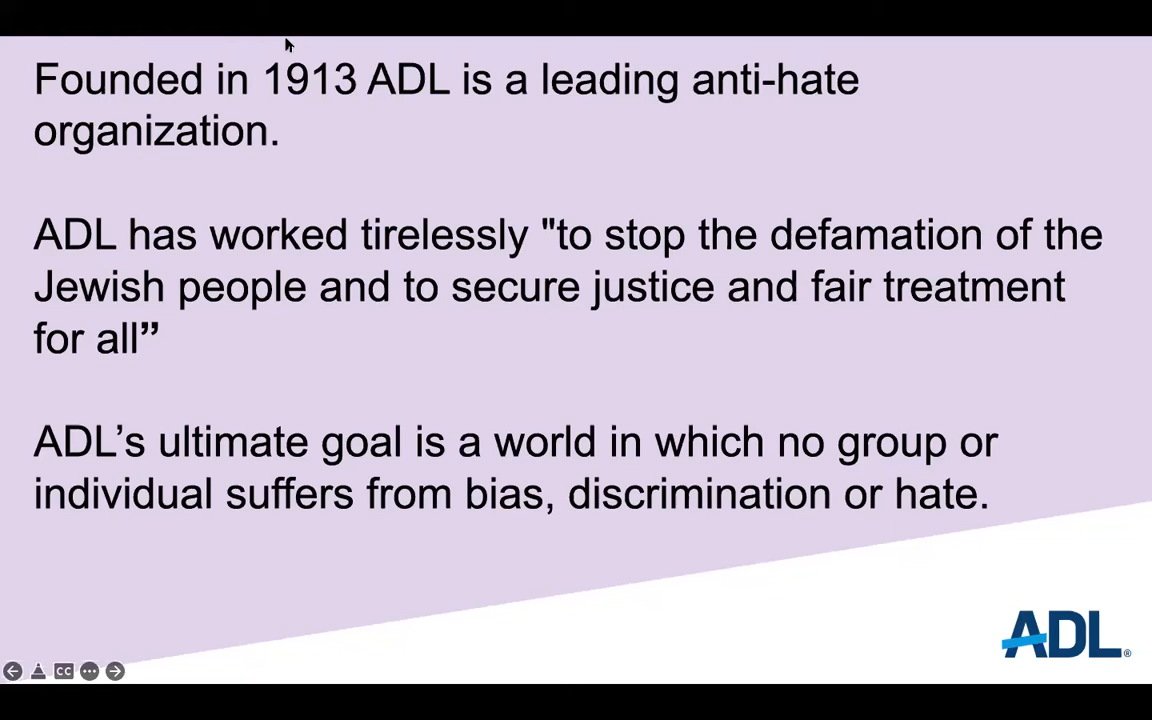 Founded in 1913 ADL is a leading anti-hate
organization.
ADL has worked tirelessly "to stop the defamation of the
Jewish people and to secure justice and fair treatment
for all”
ADL’s ultimate goal is a world in which no group or
individual suffers from bias, discrimination or hate.
ADL®
CC